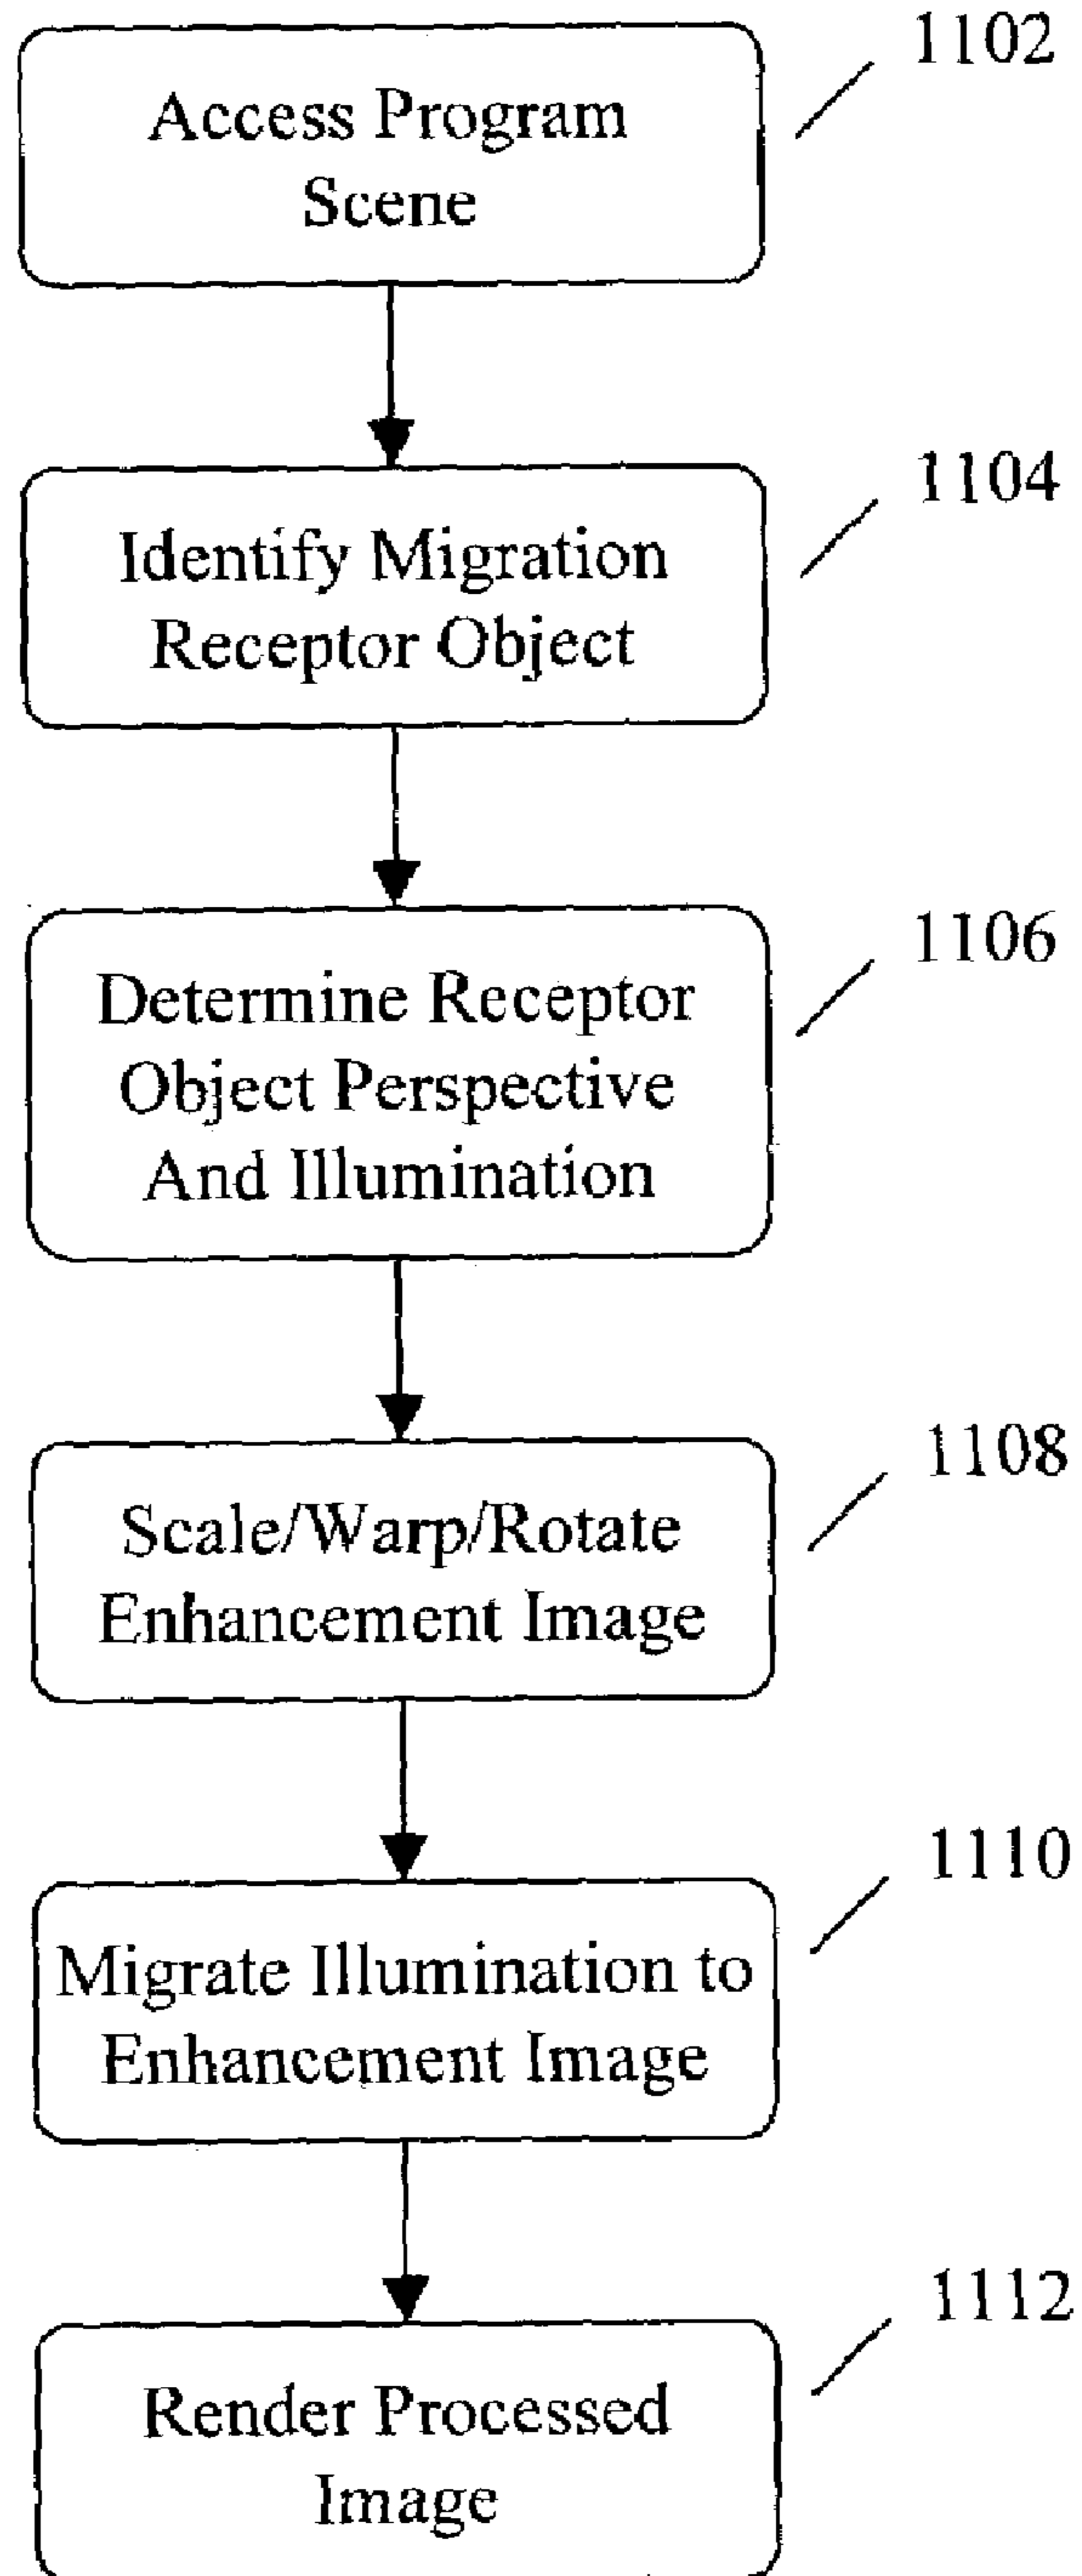 1102
Access Program
Scene
1104
Identify Migration
Receptor Object
1106
Determine Receptor
Object Perspective
And Illumination
1108
Scale/Warp/Rotate
Enhancement Image
1110
Migrate Illumination to
Enhancement Image
1112
Render Processed
Image